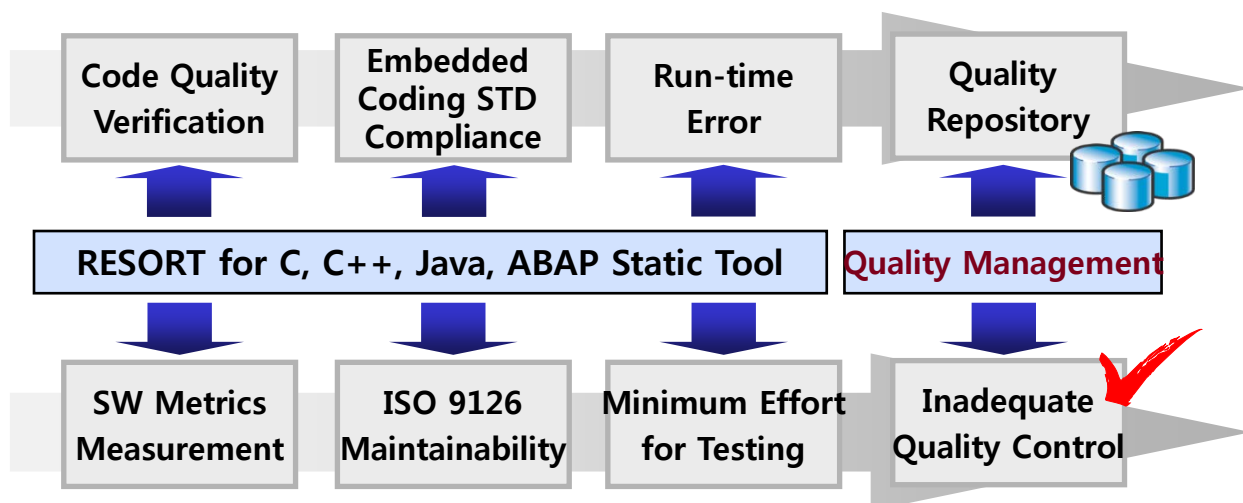 Code Quality
Verification
Embedded
Coding STD
Compliance
Run-time
Error
Quality
Repository
RESORT for C, C++, Java, ABAP Static Tool
Quality Management
SW Metrics
Measurement
ISO 9126
Maintainability
Minimum Effort
for Testing
Inadequate
Quality Control